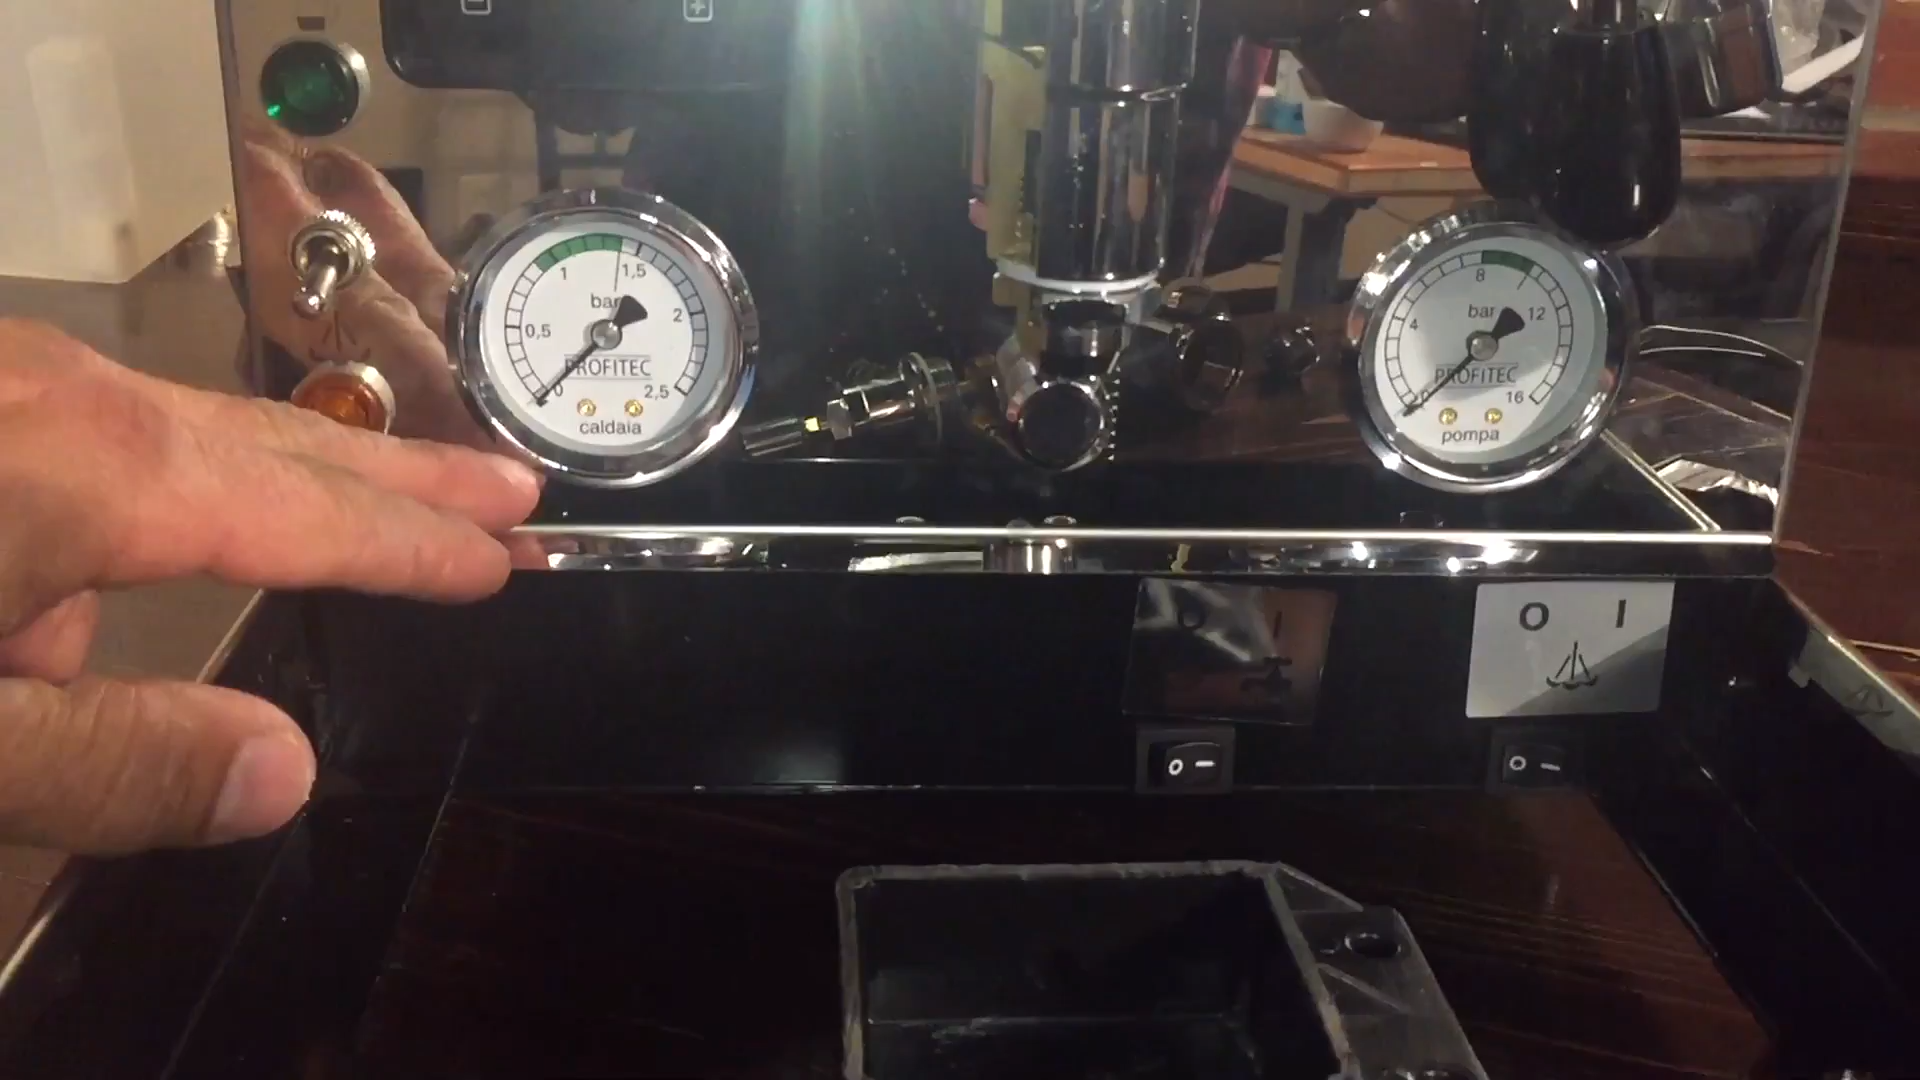 1
1,5
bar
0,5
2
PROFITEC
0
2,5
caldaia
8
bar
12
4
PROFITEC
0
16
pompa
O I
O I
O –
O –